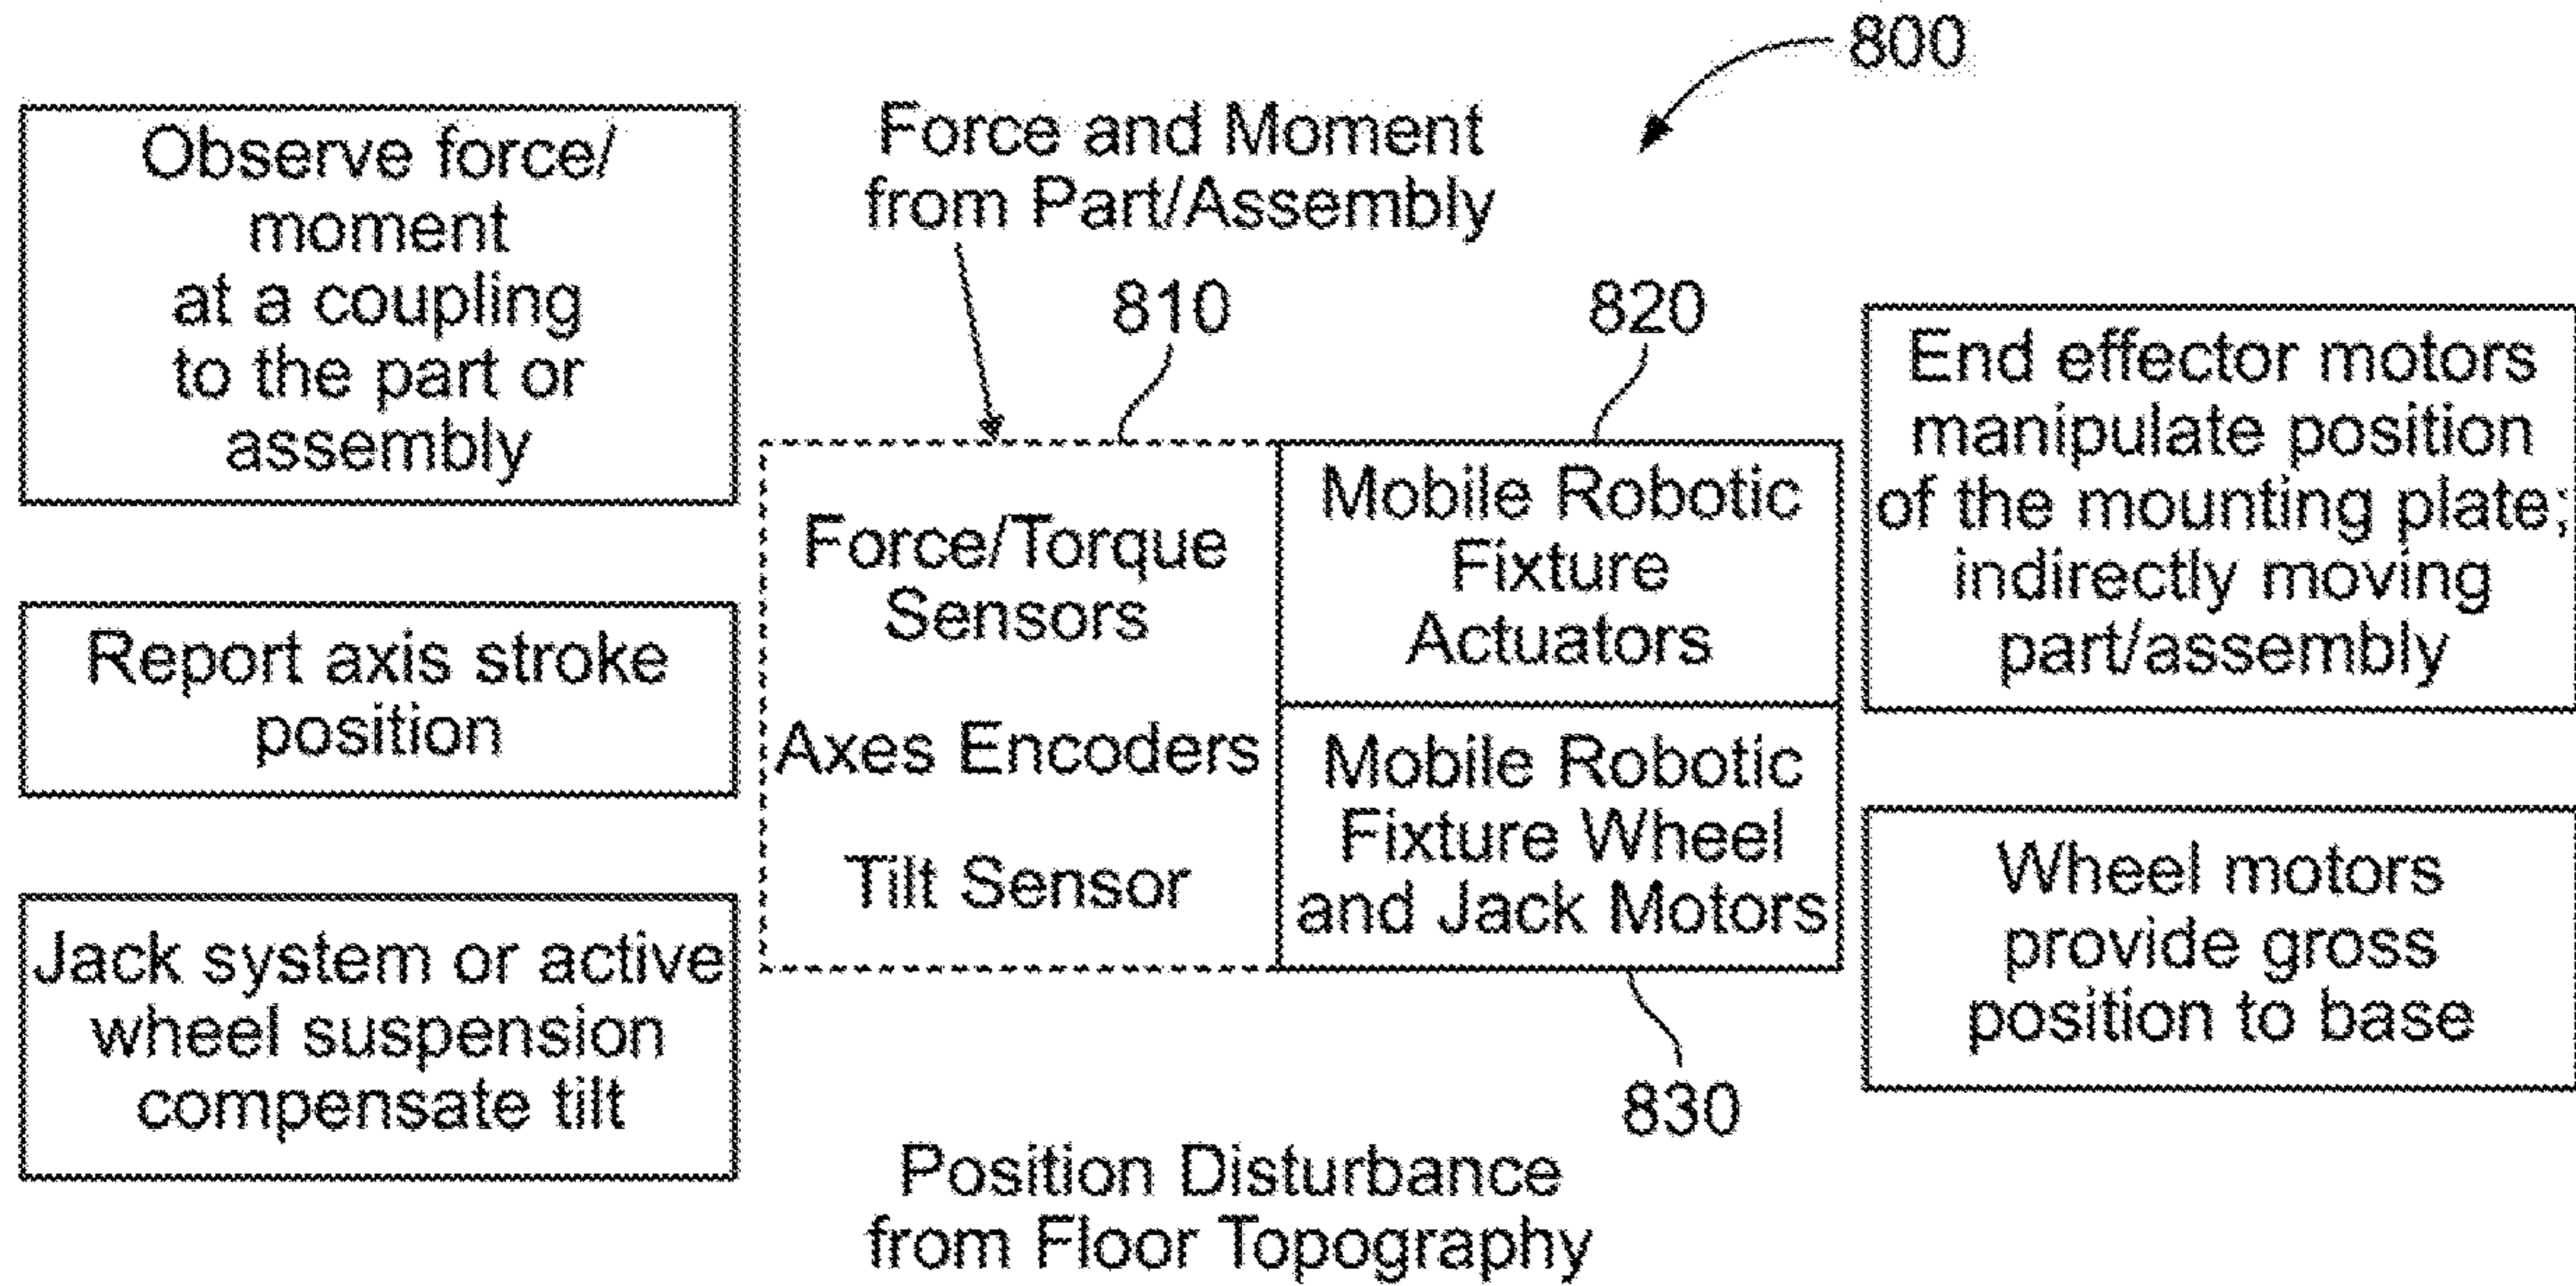 800
Observe force/
moment
at a coupling
to the part or
assembly
Report axis stroke
position
Jack system or active
wheel suspension
compensate tilt
Force and Moment
from Part/Assembly
810
820
Force/Torque
Sensors
Axes Encoders
Tilt Sensor
Mobile Robotic
Fixture
Actuators
Mobile Robotic
Fixture Wheel
and Jack Motors
830
Position Disturbance
from Floor Topography
End effector motors
manipulate position
of the mounting plate;
indirectly moving
part/assembly
Wheel motors
provide gross
position to base